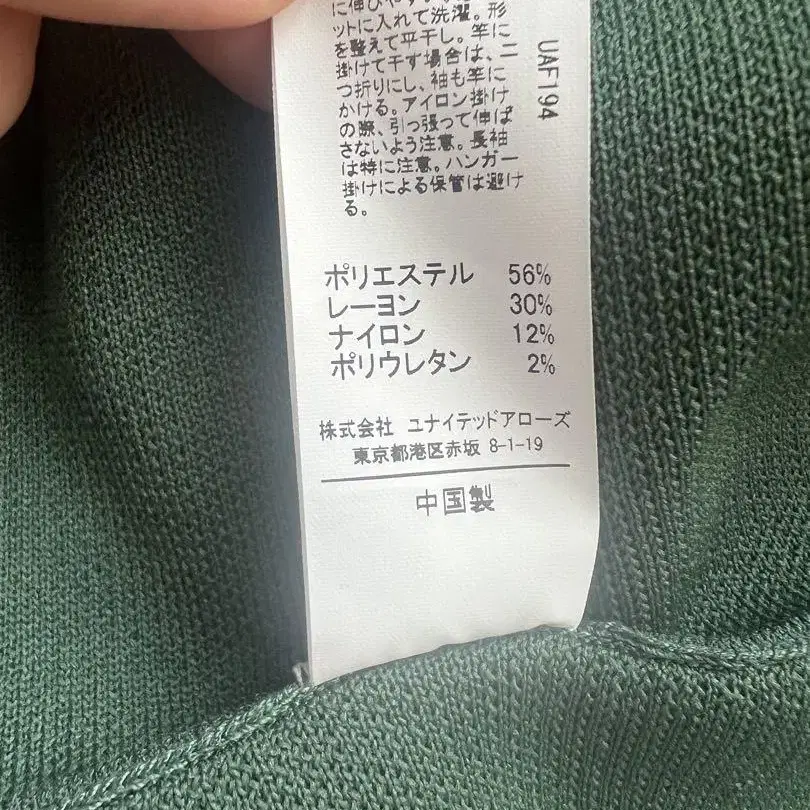 ットに入れて洗濯。形
を整えて平干し。竿に
掛けて干す場合は、二
つ折りにし、袖も竿に
かける。アイロン掛け
の際、引っ張って伸ば
さないよう注意。長袖
は特に注意。ハンガー
掛けによる保管は避け
る。
UAF194
ポリエステル 56%
レーヨン 30%
ナイロン 12%
ポリウレタン 2%
株式会社 ユナイテッドアローズ
東京都港区赤坂 8-1-19
中国製